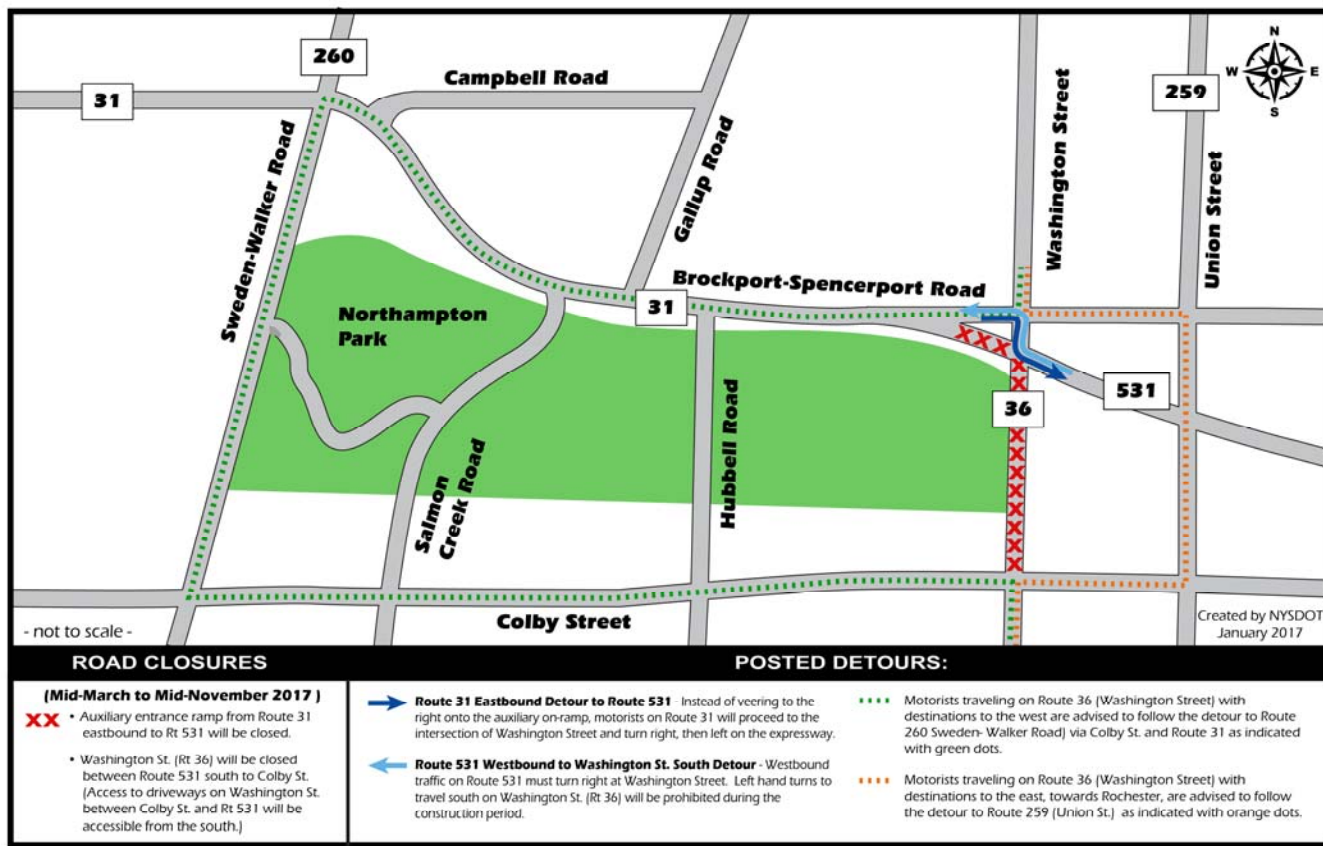 260
Campbell Road
31
N
W E
S
259
Sweden-Walker Road
Gallup Road
Washington Street
Union Street
Brockport-Spencerport Road
31
Northampton
Park
531
36
Salmon
Creek Road
Hubbell Road
Colby Street
- not to scale -
Created by NYSDOT
January 2017
ROAD CLOSURES
(Mid-March to Mid-November 2017 )
XX • Auxiliary entrance ramp from Route 31
eastbound to Rt 531 will be closed.
• Washington St. (Rt 36) will be closed
between Route 531 south to Colby St.
(Access to driveways on Washington St.
between Colby St. and Rt 531 will be
accessible from the south.)
POSTED DETOURS:
Route 31 Eastbound Detour to Route 531 - Instead of veering to the
right onto the auxiliary on-ramp, motorists on Route 31 will proceed to the
intersection of Washington Street and turn right, then left on the expressway.
Route 531 Westbound to Washington St. South Detour - Westbound
traffic on Route 531 must turn right at Washington Street. Left hand turns to
travel south on Washington St. (Rt 36) will be prohibited during the
construction period.
Motorists traveling on Route 36 (Washington Street) with
destinations to the west are advised to follow the detour to Route
260 Sweden- Walker Road) via Colby St. and Route 31 as indicated
with green dots.
Motorists traveling on Route 36 (Washington Street) with
destinations to the east, towards Rochester, are advised to follow
the detour to Route 259 (Union St.) as indicated with orange dots.